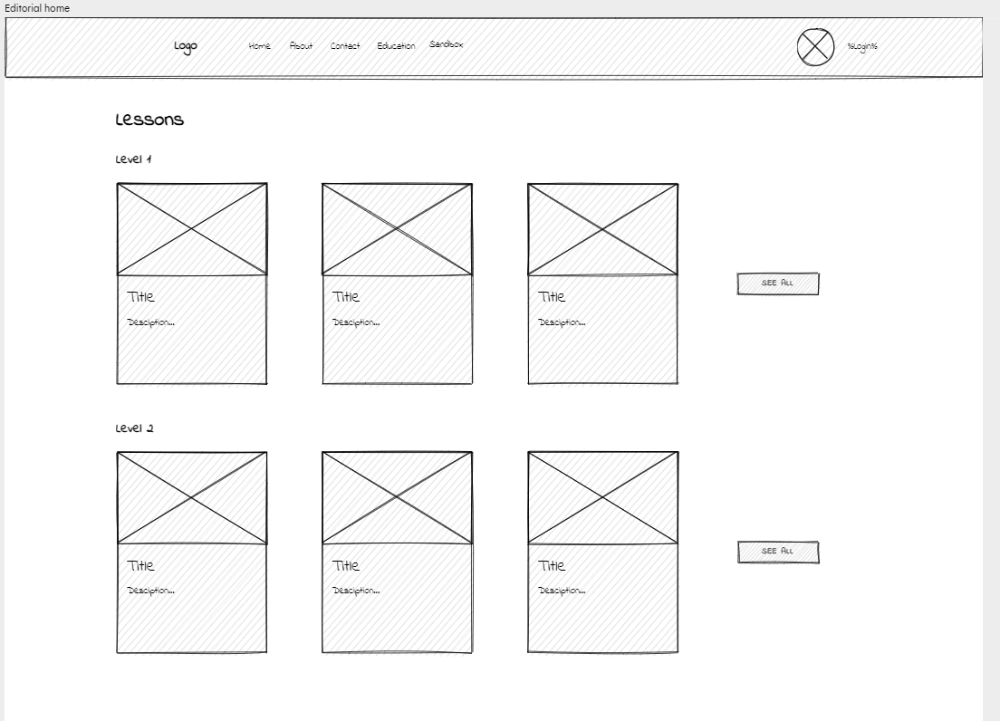 Editorial home
Logo Home About Contact Education Sandbox %Login%
Lessons
Level 1
Title Title Title
Desciption... Desciption... Desciption...
SEE ALL
Level 2
Title Title Title
Desciption... Desciption... Desciption...
SEE ALL